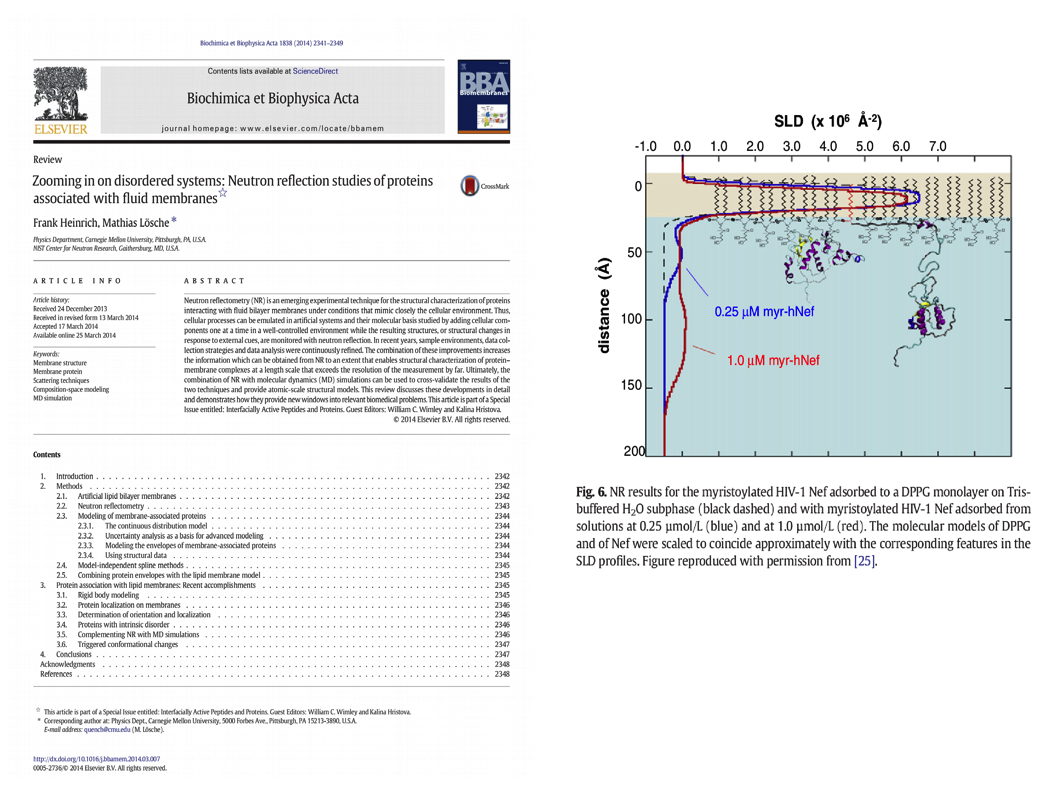 Biochimica et Biophysica Acta 1838 (2014) 2341–2349
Contents lists available at ScienceDirect
Biochimica et Biophysica Acta
journal homepage: www.elsevier.com/locate/bbamem
ELSEVIER
BBA
Biomembranes
Review
Zooming in on disordered systems: Neutron reflection studies of proteins
associated with fluid membranes☆
CrossMark
Frank Heinrich, Mathias Lösche *
Physics Department, Carnegie Mellon University, Pittsburgh, PA, U.S.A.
NIST Center for Neutron Research, Gaithersburg, MD, U.S.A.
ARTICLE INFO
Article history:
Received 24 December 2013
Received in revised form 13 March 2014
Accepted 17 March 2014
Available online 25 March 2014
Keywords:
Membrane structure
Membrane protein
Scattering techniques
Composition-space modeling
MD simulation
ABSTRACT
Neutron reflectometry (NR) is an emerging experimental technique for the structural characterization of proteins
interacting with fluid bilayer membranes under conditions that mimic closely the cellular environment. Thus,
cellular processes can be emulated in artificial systems and their molecular basis studied by adding cellular com-
ponents one at a time in a well-controlled environment while the resulting structures, or structural changes in
response to external cues, are monitored with neutron reflection. In recent years, sample environments, data col-
lection strategies and data analysis were continuously refined. The combination of these improvements increases
the information which can be obtained from NR to an extent that enables structural characterization of protein–
membrane complexes at a length scale that exceeds the resolution of the measurement by far. Ultimately, the
combination of NR with molecular dynamics (MD) simulations can be used to cross-validate the results of the
two techniques and provide atomic-scale structural models. This review discusses these developments in detail
and demonstrates how they provide new windows into relevant biomedical problems. This article is part of a Special
Issue entitled: Interfacially Active Peptides and Proteins. Guest Editors: William C. Wimley and Kalina Hristova.
© 2014 Elsevier B.V. All rights reserved.
Contents
1. Introduction . . . 2342
2. Methods . . . 2342
2.1. Artificial lipid bilayer membranes . . . 2342
2.2. Neutron reflectometry . . . 2343
2.3. Modeling of membrane-associated proteins . . . 2344
2.3.1. The continuous distribution model . . . 2344
2.3.2. Uncertainty analysis as a basis for advanced modeling . . . 2344
2.3.3. Modeling the envelopes of membrane-associated proteins . . . 2344
2.3.4. Using structural data . . . 2344
2.4. Model-independent spline methods . . . 2345
2.5. Combining protein envelopes with the lipid membrane model . . . 2345
3. Protein association with lipid membranes: Recent accomplishments . . . 2345
3.1. Rigid body modeling . . . 2345
3.2. Protein localization on membranes . . . 2346
3.3. Determination of orientation and localization . . . 2346
3.4. Proteins with intrinsic disorder . . . 2346
3.5. Complementing NR with MD simulations . . . 2346
3.6. Triggered conformational changes . . . 2347
4. Conclusions . . . 2347
Acknowledgments . . . 2348
References . . . 2348
☆ This article is part of a Special Issue entitled: Interfacially Active Peptides and Proteins. Guest Editors: William C. Wimley and Kalina Hristova.
* Corresponding author at: Physics Dept., Carnegie Mellon University, 5000 Forbes Ave., Pittsburgh, PA 15213-3890, U.S.A.
E-mail address: quench@cmu.edu (M. Lösche).
http://dx.doi.org/10.1016/j.bbamem.2014.03.007
0005-2736/© 2014 Elsevier B.V. All rights reserved.
SLD (x 10⁶ Å⁻²)
-1.0 0.0 1.0 2.0 3.0 4.0 5.0 6.0 7.0
distance (Å)
0
50
100
150
200
0.25 μM myr-hNef
1.0 μM myr-hNef
Fig. 6. NR results for the myristoylated HIV-1 Nef adsorbed to a DPPG monolayer on Tris-
buffered H₂O subphase (black dashed) and with myristoylated HIV-1 Nef adsorbed from
solutions at 0.25 μmol/L (blue) and at 1.0 μmol/L (red). The molecular models of DPPG
and of Nef were scaled to coincide approximately with the corresponding features in the
SLD profiles. Figure reproduced with permission from [25].